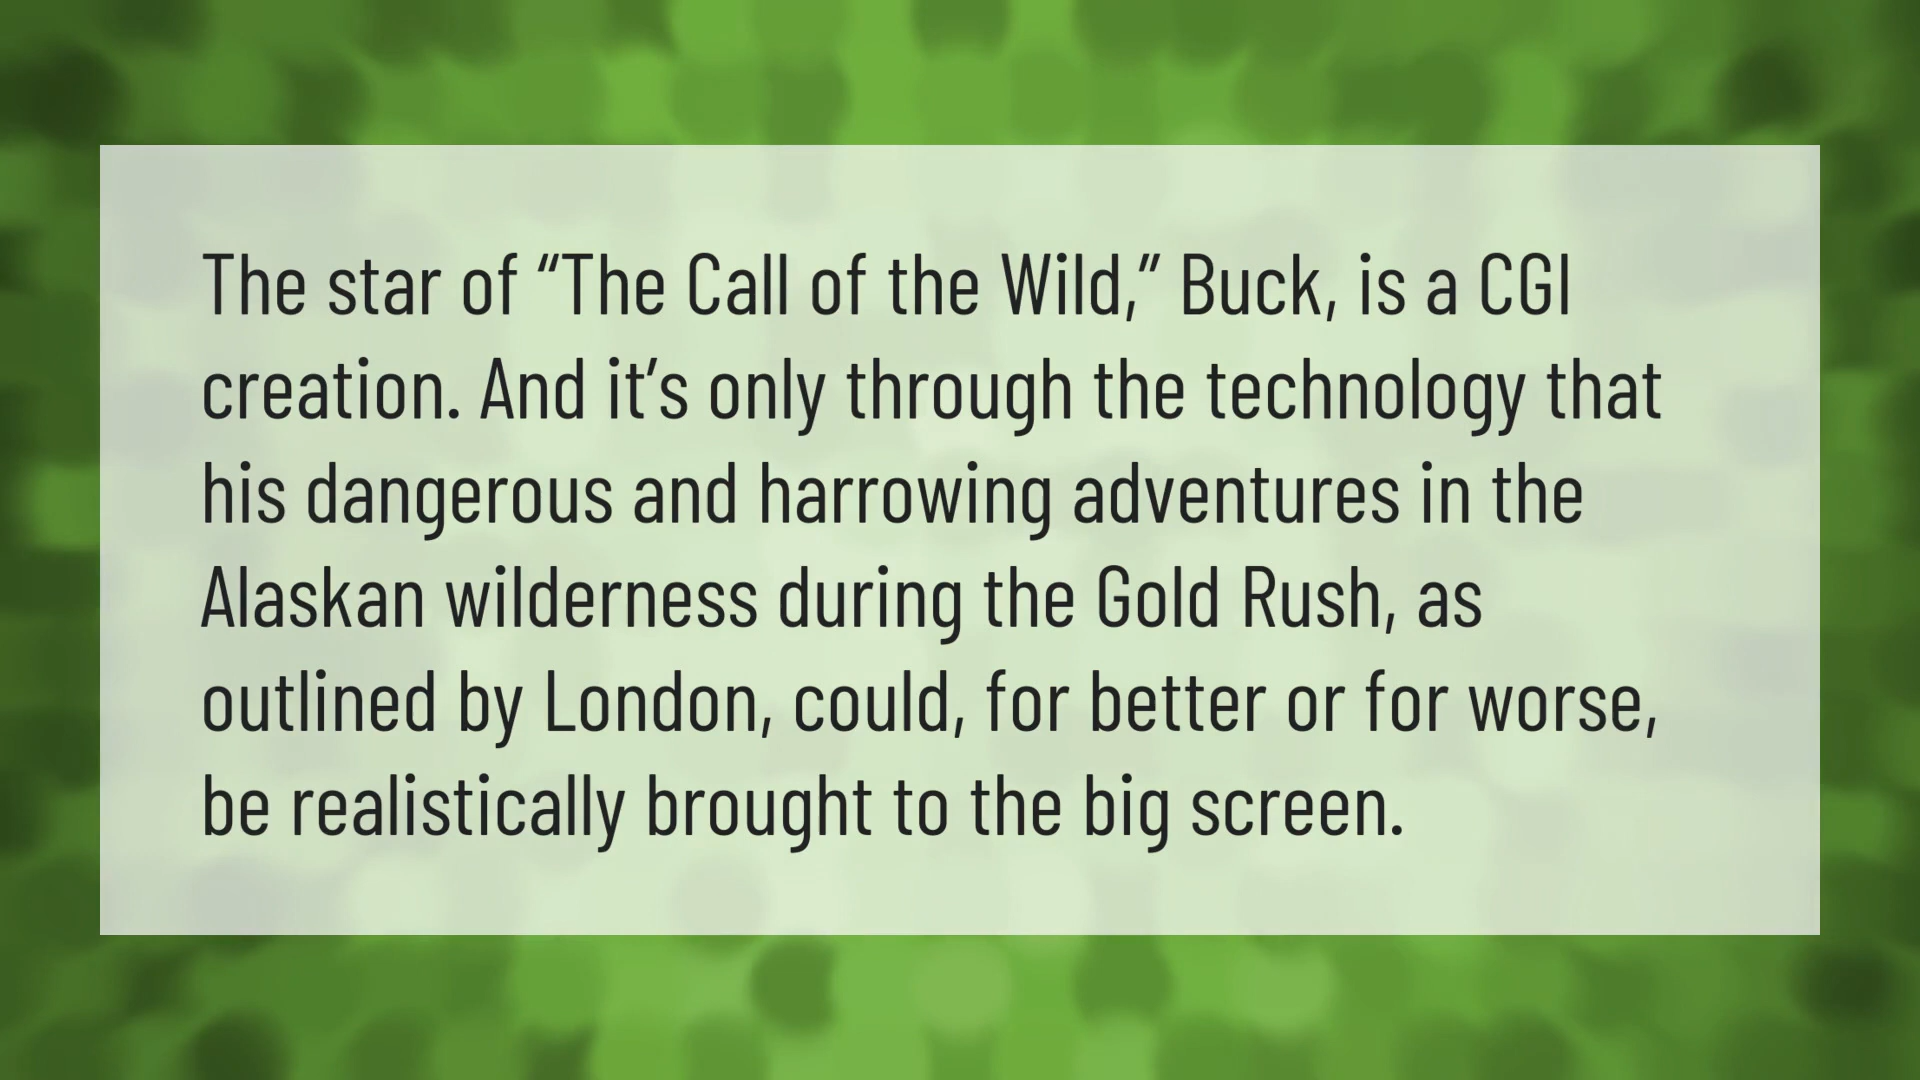 The star of “The Call of the Wild,” Buck, is a CGI
creation. And it’s only through the technology that
his dangerous and harrowing adventures in the
Alaskan wilderness during the Gold Rush, as
outlined by London, could, for better or for worse,
be realistically brought to the big screen.